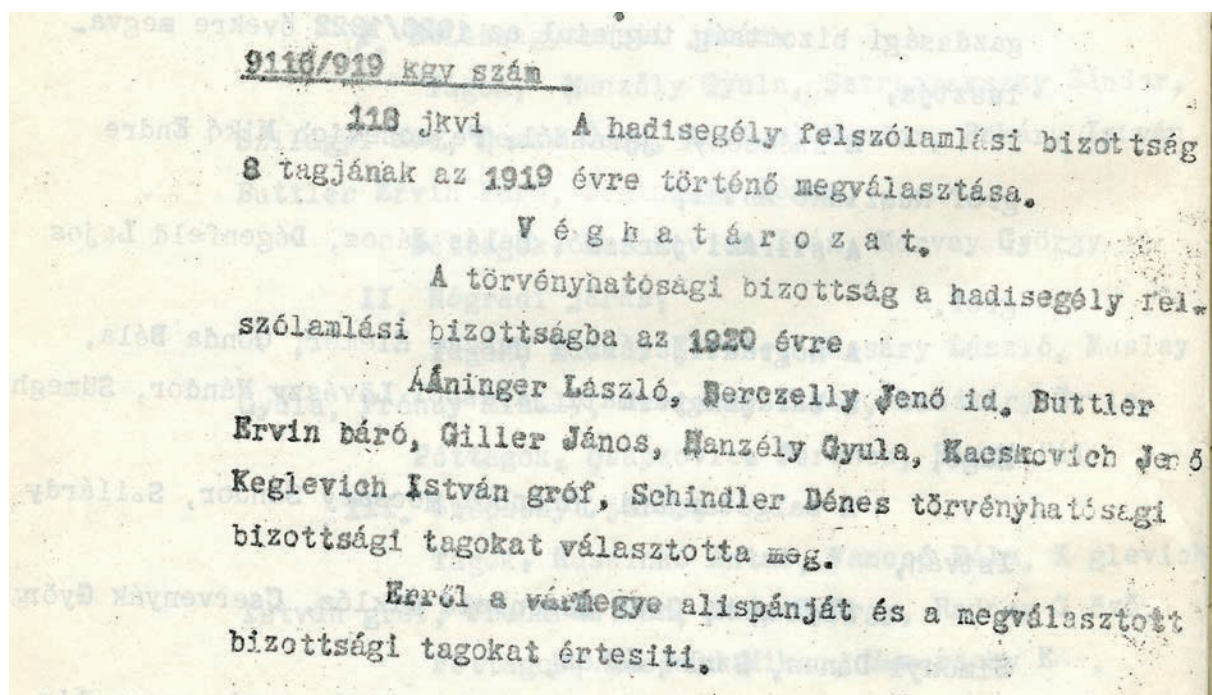 9116/919 kgy szám
118 jkvi A hadisegély felszólamlási bizottság
8 tagjának az 1919 évre történő megválasztása.
V é g h a t á r o z a t.
A törvényhatósági bizottság a hadisegély fel-
szólamlási bizottságba az 1920 évre
Áninger László, Berczelly Jenő id. Buttler
Ervin báró, Giller János, Hanzély Gyula, Kacskovich Jenő
Keglevich István gróf, Schindler Dénes törvényhatósagi
bizottsági tagokat választotta meg.
Erről a vármegye alispánját és a megválasztott
bizottsági tagokat értesiti.